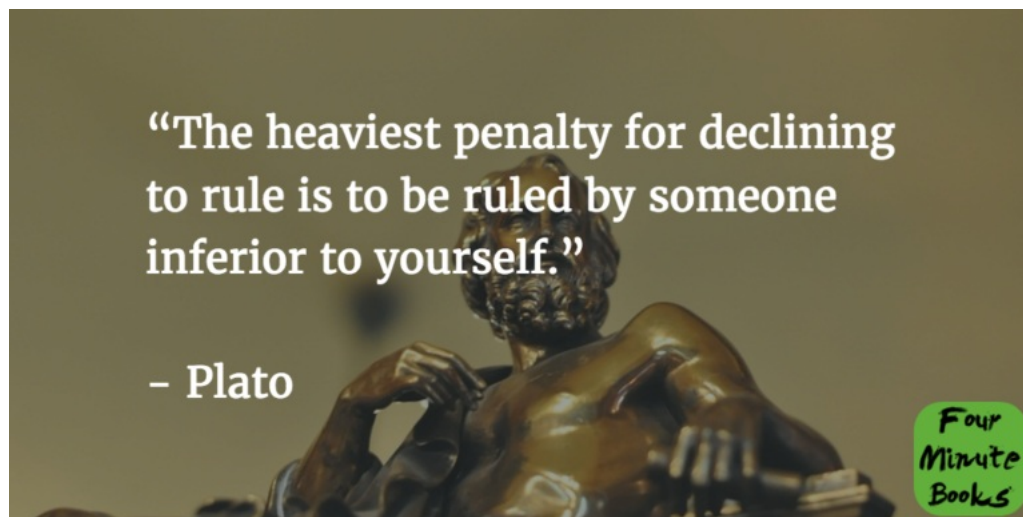 “The heaviest penalty for declining
to rule is to be ruled by someone
inferior to yourself.”
– Plato
Four
Minute
Books